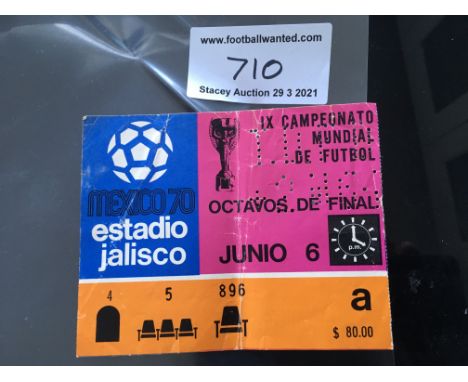 www.footballwanted.com
710
Stacey Auction 29 3 2021
IX CAMPEONATO
MUNDIAL
DE FUTBOL
MEXICO 70
OCTAVOS DE FINAL
estadio
jalisco
JUNIO 6
p.m.
4
5
896
a
$ 80.00